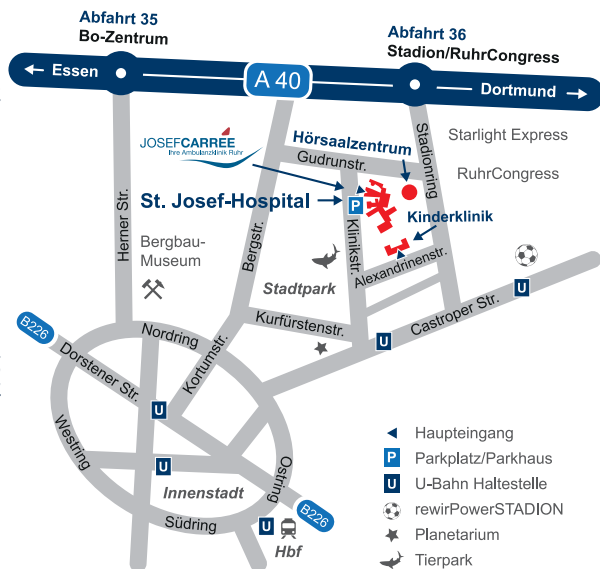 Abfahrt 35
Bo-Zentrum
Abfahrt 36
Stadion/RuhrCongress
← Essen
A 40
Dortmund →
JOSEFCARRÉE
Ihre Ambulanzklinik Ruhr
Hörsaalzentrum
Gudrunstr.
Stadionring
Starlight Express
RuhrCongress
St. Josef-Hospital
P
Kinderklinik
Herner Str.
Bergstr.
Klinikstr.
Bergbau-
Museum
Stadtpark
Alexandrinenstr.
Castroper Str.
U
B226
Nordring
Kurfürstenstr.
U
Dorstener Str.
Kortumstr.
U
Westring
U
Innenstadt
Ostring
B226
Südring
U
Hbf
Haupteingang
P Parkplatz/Parkhaus
U U-Bahn Haltestelle
rewirPowerSTADION
Planetarium
Tierpark